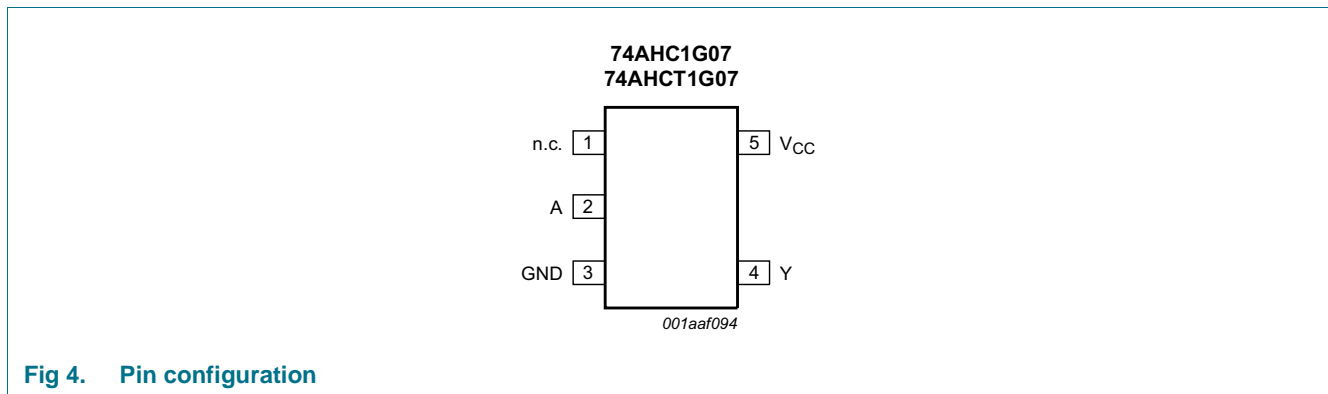 74AHC1G07
74AHCT1G07
n.c. 1 5 VCC
A 2
GND 3 4 Y
001aaf094
Fig 4. Pin configuration